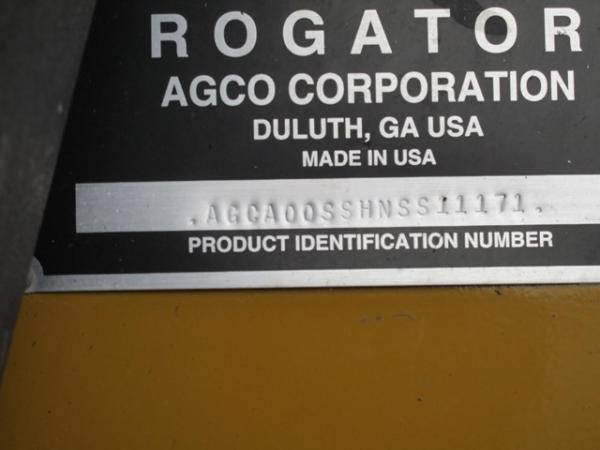 ROGATOR
AGCO CORPORATION
DULUTH, GA USA
MADE IN USA
.AGCA00SSHNSS11171.
PRODUCT IDENTIFICATION NUMBER